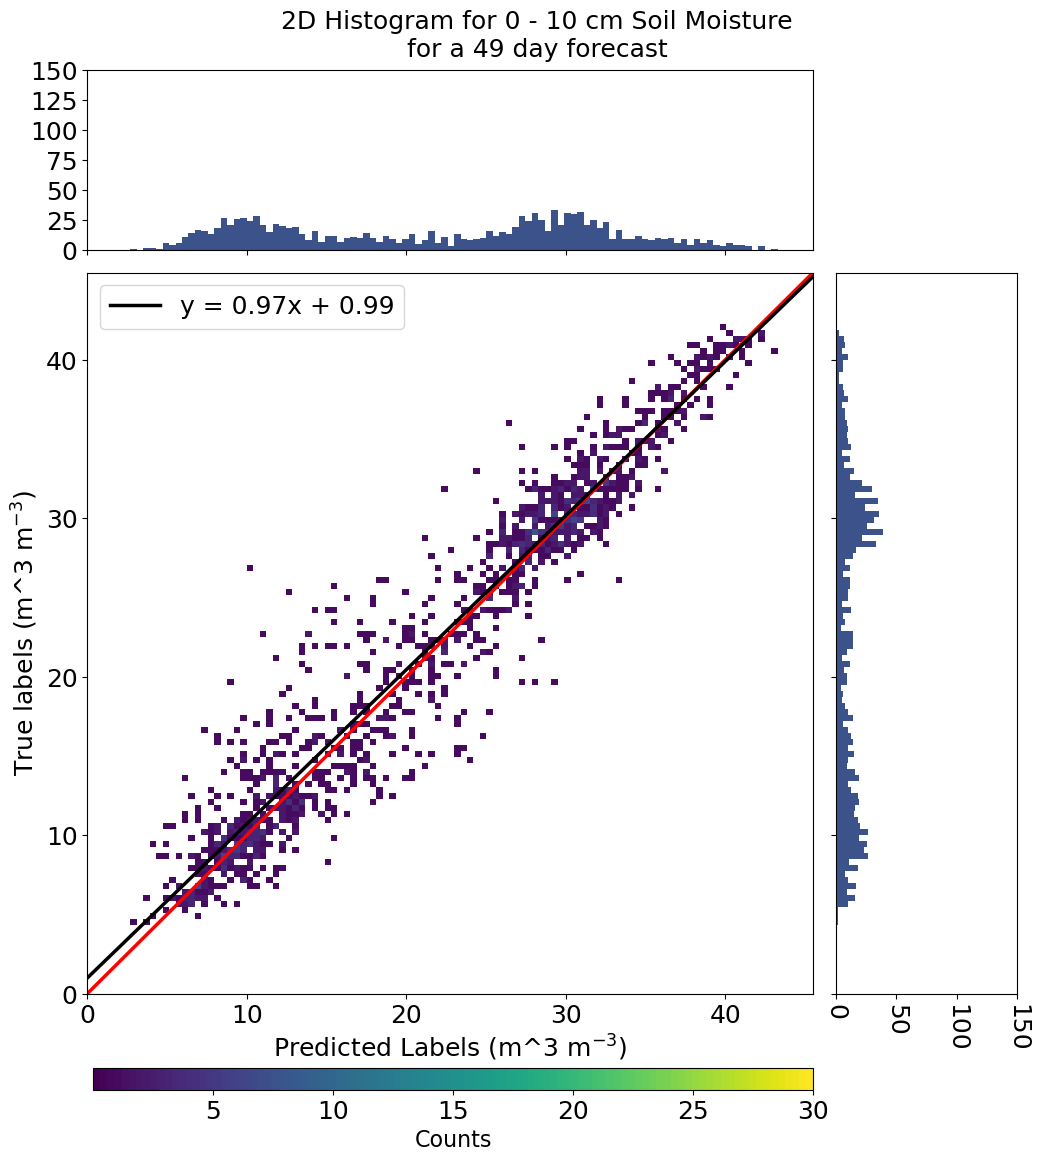 2D Histogram for 0 - 10 cm Soil Moisture
for a 49 day forecast
150
125
100
75
50
25
0
y = 0.97x + 0.99
True labels (m^3 m⁻³)
40
30
20
10
0
0 10 20 30 40
Predicted Labels (m^3 m⁻³)
0 50 100 150
5 10 15 20 25 30
Counts